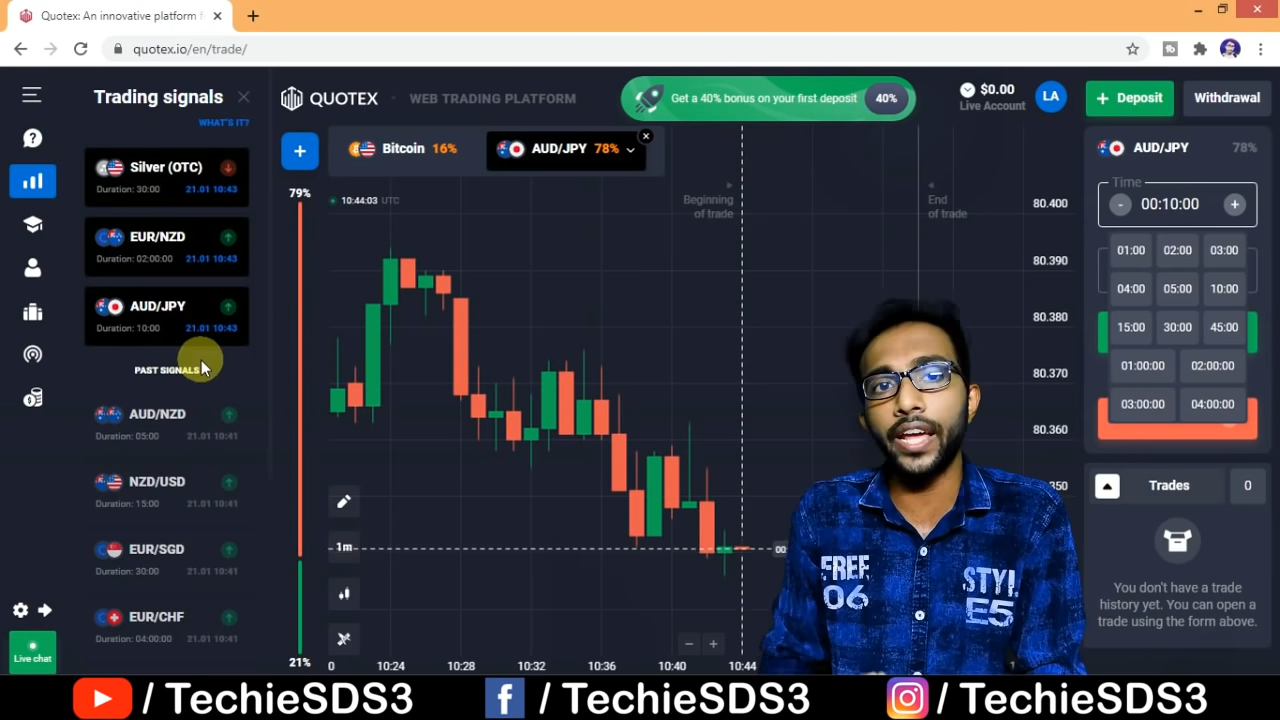 Quotex: An innovative platform f
quotex.io/en/trade/
Trading signals
WHAT'S IT?
Silver (OTC)
Duration: 30:00 21.01 10:43
EUR/NZD
Duration: 02:00:00 21.01 10:43
AUD/JPY
Duration: 10:00 21.01 10:43
PAST SIGNALS
AUD/NZD
Duration: 05:00 21.01 10:41
NZD/USD
Duration: 15:00 21.01 10:41
EUR/SGD
Duration: 30:00 21.01 10:41
EUR/CHF
Duration: 04:00:00 21.01 10:41
Live chat
QUOTEX WEB TRADING PLATFORM
Get a 40% bonus on your first deposit 40%
$0.00
Live Account
LA
+ Deposit
Withdrawal
+
Bitcoin 16%
AUD/JPY 78%
79%
10:44:03 UTC
Beginning
of trade
End
of trade
80.400
80.390
80.380
80.370
80.360
350
1m
00:
21%
0 10:24 10:28 10:32 10:36 10:40 10:44
− +
AUD/JPY 78%
Time
- 00:10:00 +
01:00 02:00 03:00
04:00 05:00 10:00
15:00 30:00 45:00
01:00:00 02:00:00
03:00:00 04:00:00
Trades 0
You don't have a trade
history yet. You can open a
trade using the form above.
FREE
06
STYL
E5
/ TechieSDS3 / TechieSDS3 / TechieSDS3